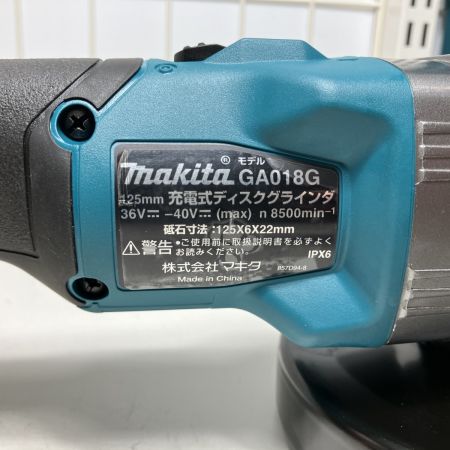 makita® モデル GA018G
125mm 充電式ディスクグラインダ
36V⎓ -40V⎓ (max) n 8500min⁻¹
砥石寸法:125X6X22mm
⚠警告 •ご使用前に取扱説明書を必ずよくお読みください。
IPX6
株式会社マキタ 857D94-8
Made in China